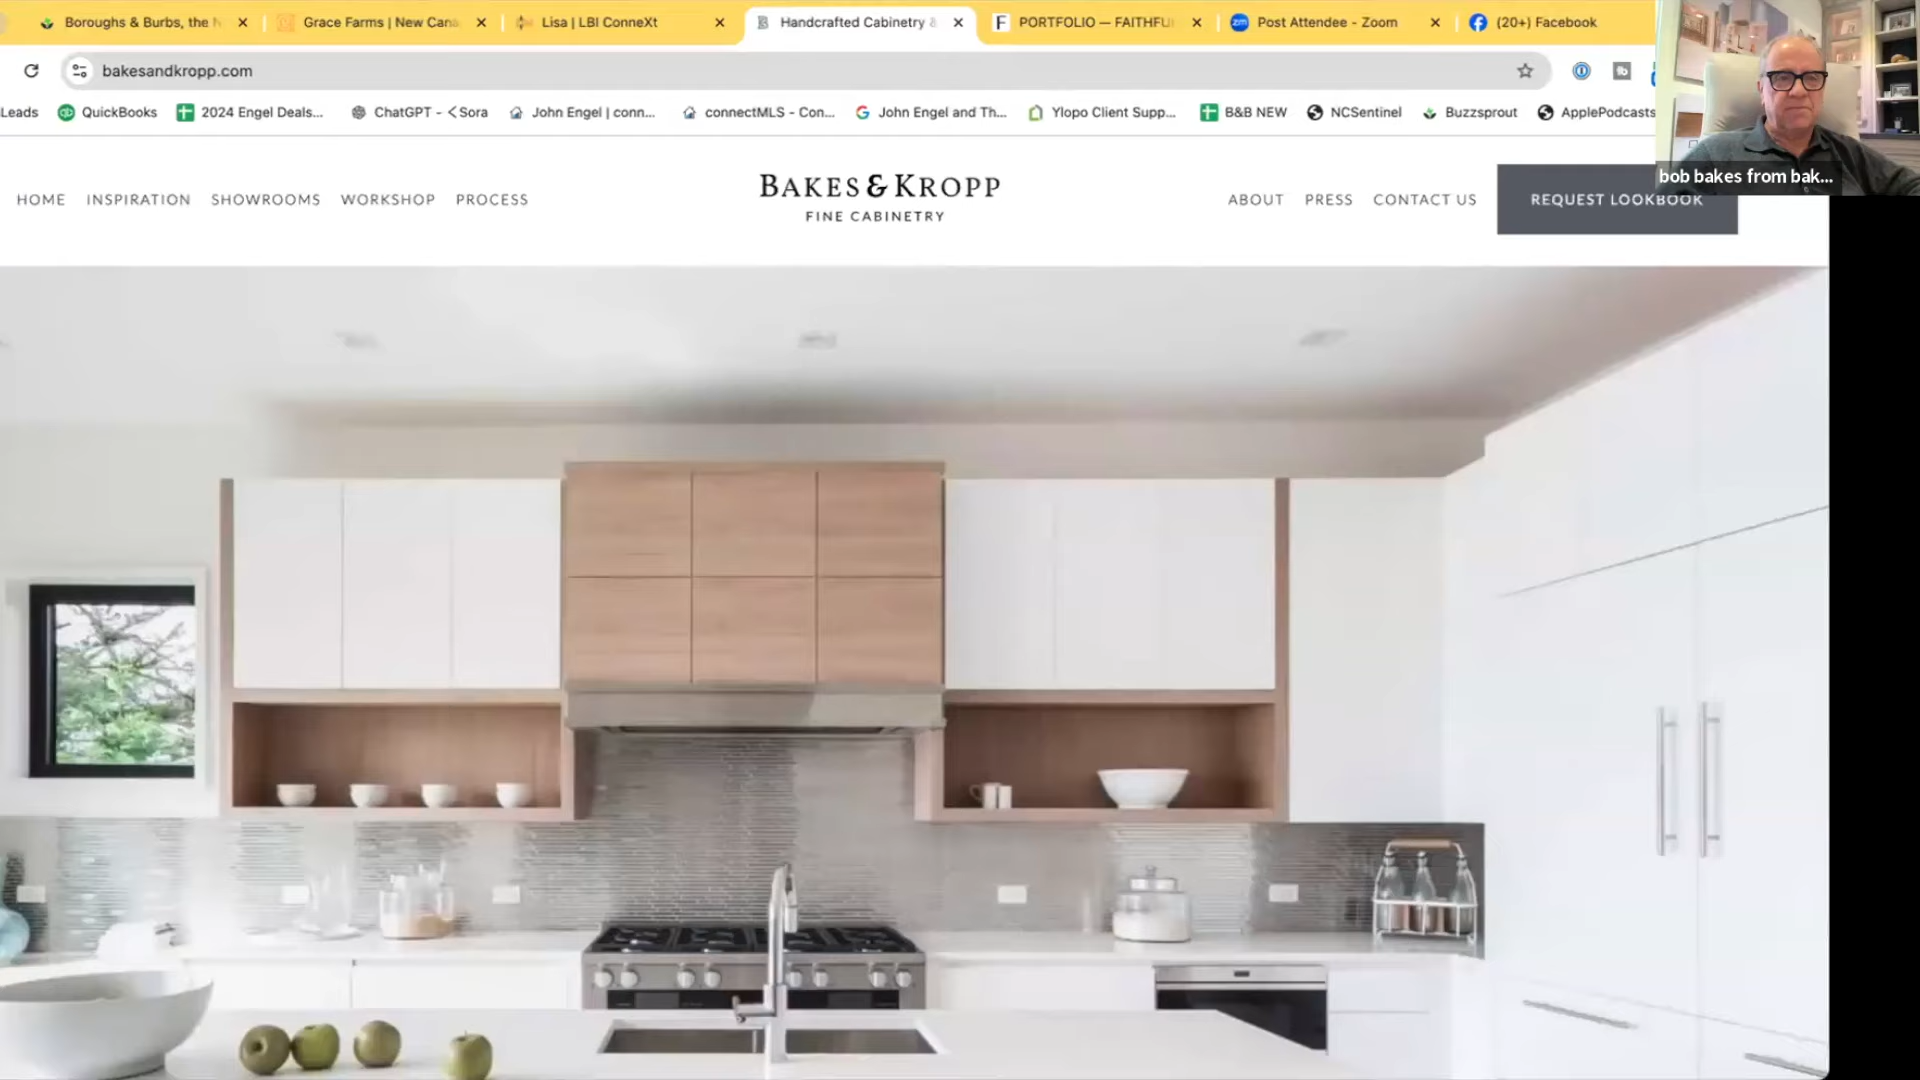 Boroughs & Burbs, the N
Grace Farms | New Cana
Lisa | LBI ConneXt
Handcrafted Cabinetry &
PORTFOLIO — FAITHFU
Post Attendee - Zoom
(20+) Facebook
bakesandkropp.com
Leads
QuickBooks
2024 Engel Deals...
ChatGPT - < Sora
John Engel | conn...
connectMLS - Con...
John Engel and Th...
Ylopo Client Supp...
B&B NEW
NCSentinel
Buzzsprout
ApplePodcasts
bob bakes from bak...
HOME
INSPIRATION
SHOWROOMS
WORKSHOP
PROCESS
BAKES & KROPP
FINE CABINETRY
ABOUT
PRESS
CONTACT US
REQUEST LOOKBOOK